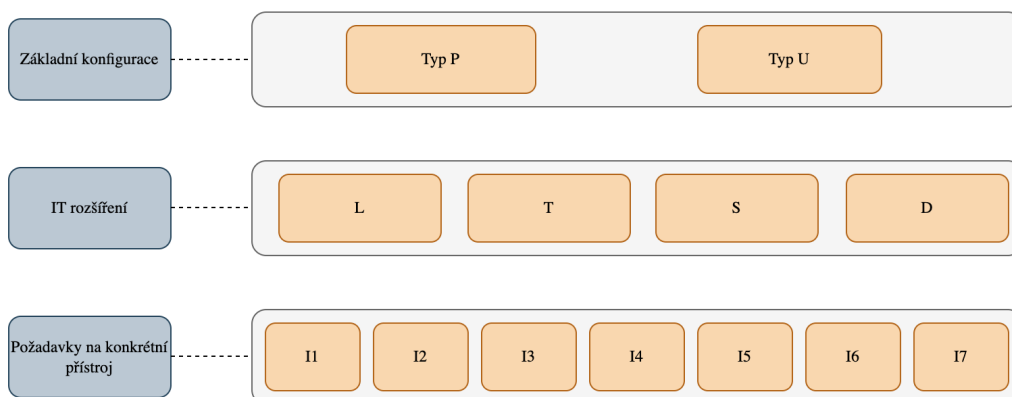 Základní konfigurace
Typ P
Typ U
IT rozšíření
L
T
S
D
Požadavky na konkrétní
přístroj
I1
I2
I3
I4
I5
I6
I7